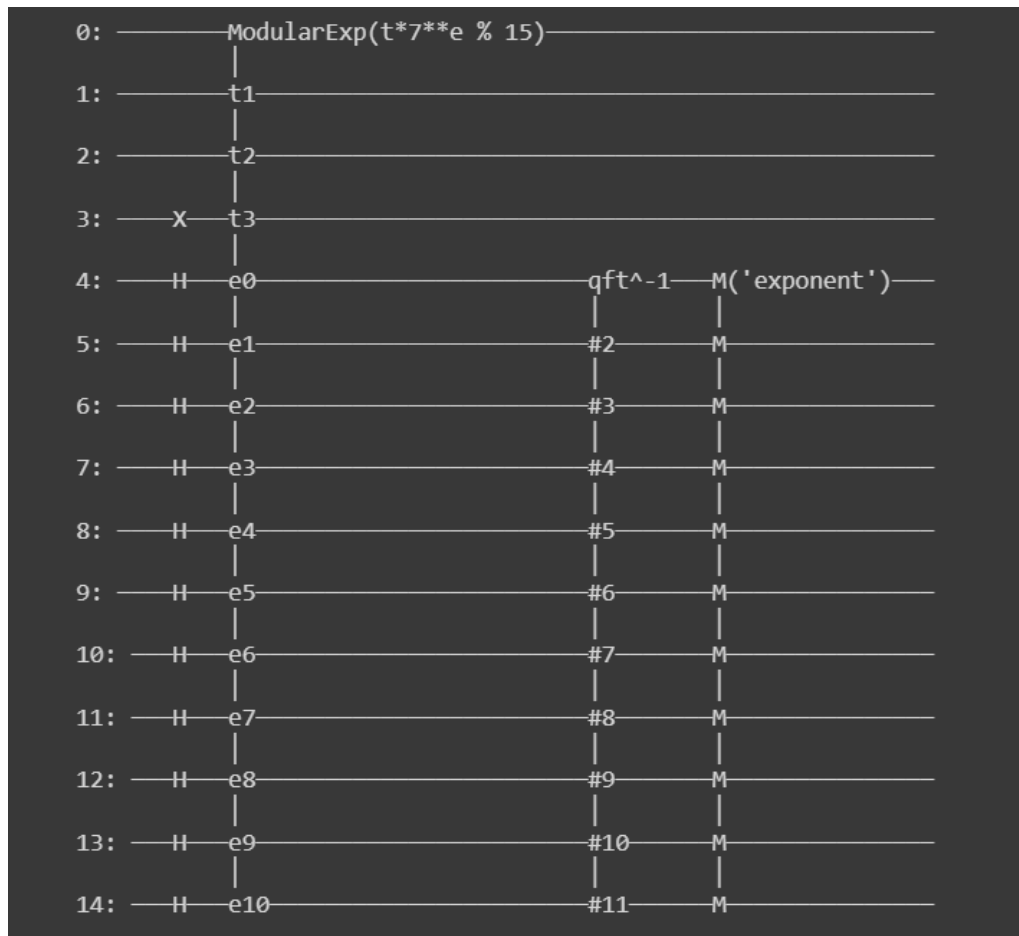 0: ———————ModularExp(t*7**e % 15)————————————————————————
          │
1: ———————t1—————————————————————————————————————————————
          │
2: ———————t2—————————————————————————————————————————————
          │
3: ———X———t3—————————————————————————————————————————————
          │
4: ———H———e0——————————————————————qft^-1———M('exponent')———
          │                       │        │
5: ———H———e1——————————————————————#2———————M———————————————
          │                       │        │
6: ———H———e2——————————————————————#3———————M———————————————
          │                       │        │
7: ———H———e3——————————————————————#4———————M———————————————
          │                       │        │
8: ———H———e4——————————————————————#5———————M———————————————
          │                       │        │
9: ———H———e5——————————————————————#6———————M———————————————
          │                       │        │
10: ——H———e6——————————————————————#7———————M———————————————
          │                       │        │
11: ——H———e7——————————————————————#8———————M———————————————
          │                       │        │
12: ——H———e8——————————————————————#9———————M———————————————
          │                       │        │
13: ——H———e9——————————————————————#10——————M———————————————
          │                       │        │
14: ——H———e10—————————————————————#11——————M———————————————